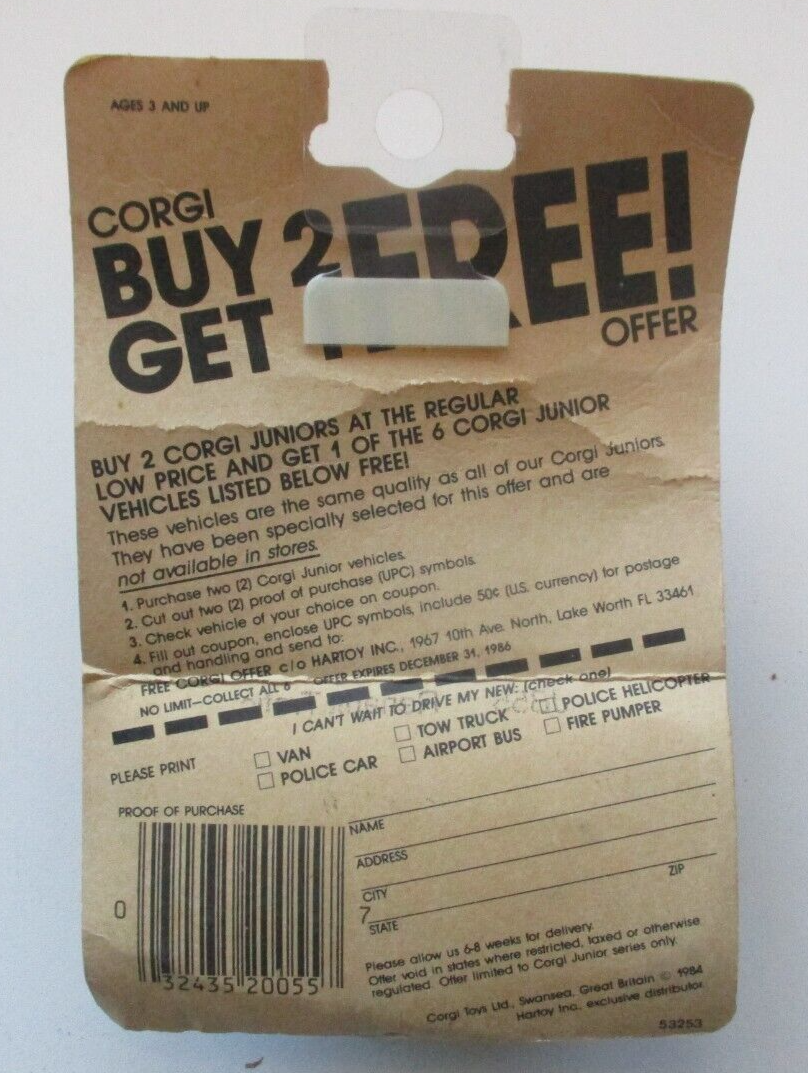 AGES 3 AND UP
CORGI
BUY 2
GET 1 FREE!
OFFER
BUY 2 CORGI JUNIORS AT THE REGULAR
LOW PRICE AND GET 1 OF THE 6 CORGI JUNIOR
VEHICLES LISTED BELOW FREE!
These vehicles are the same quality as all of our Corgi Juniors.
They have been specially selected for this offer and are
not available in stores.
1. Purchase two (2) Corgi Junior vehicles.
2. Cut out two (2) proof of purchase (UPC) symbols.
3. Check vehicle of your choice on coupon.
4. Fill out coupon, enclose UPC symbols, include 50¢ (U.S. currency) for postage
and handling and send to:
FREE CORGI OFFER c/o HARTOY INC., 1967 10th Ave. North, Lake Worth FL 33461
NO LIMIT—COLLECT ALL 6 OFFER EXPIRES DECEMBER 31, 1986
I CAN'T WAIT TO DRIVE MY NEW: (check one)
PLEASE PRINT
VAN
TOW TRUCK
POLICE HELICOPTER
POLICE CAR
AIRPORT BUS
FIRE PUMPER
PROOF OF PURCHASE
NAME
ADDRESS
CITY
ZIP
STATE
0 32435 20055 7
Please allow us 6-8 weeks for delivery.
Offer void in states where restricted, taxed or otherwise
regulated. Offer limited to Corgi Junior series only.
Corgi Toys Ltd., Swansea, Great Britain © 1984
Hartoy Inc., exclusive distributor
53253